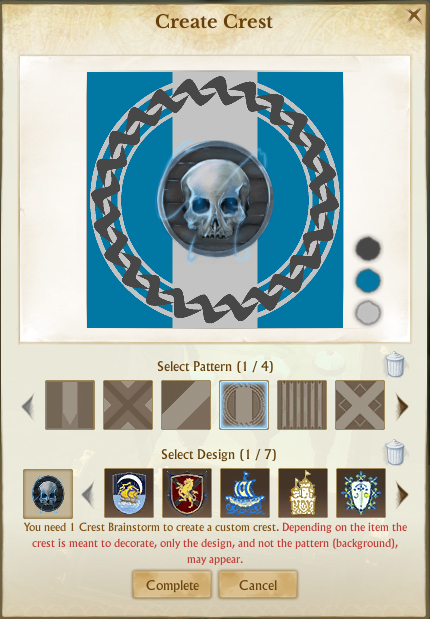 Create Crest
Select Pattern (1 / 4)
Select Design (1 / 7)
You need 1 Crest Brainstorm to create a custom crest. Depending on the item the
crest is meant to decorate, only the design, and not the pattern (background),
may appear.
Complete
Cancel